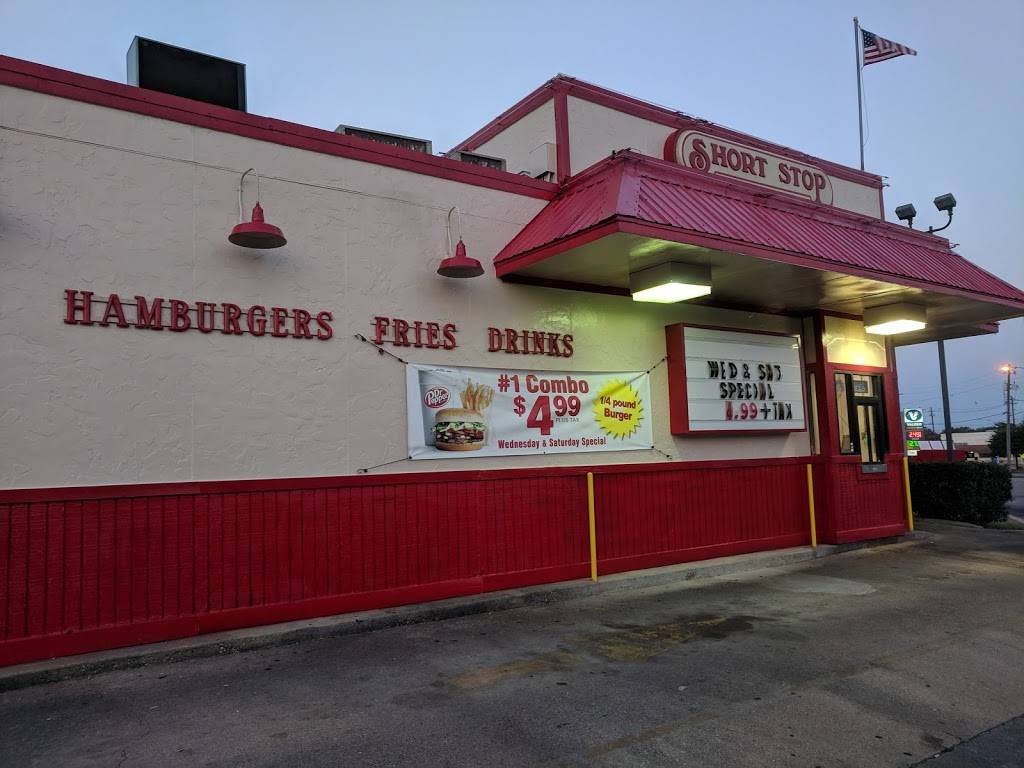 SHORT STOP
HAMBURGERS FRIES DRINKS
Dr Pepper
#1 Combo
$4.99
PLUS TAX
Wednesday & Saturday Special
1/4 pound
Burger
WED & SAT
SPECIAL
4.99+TAX